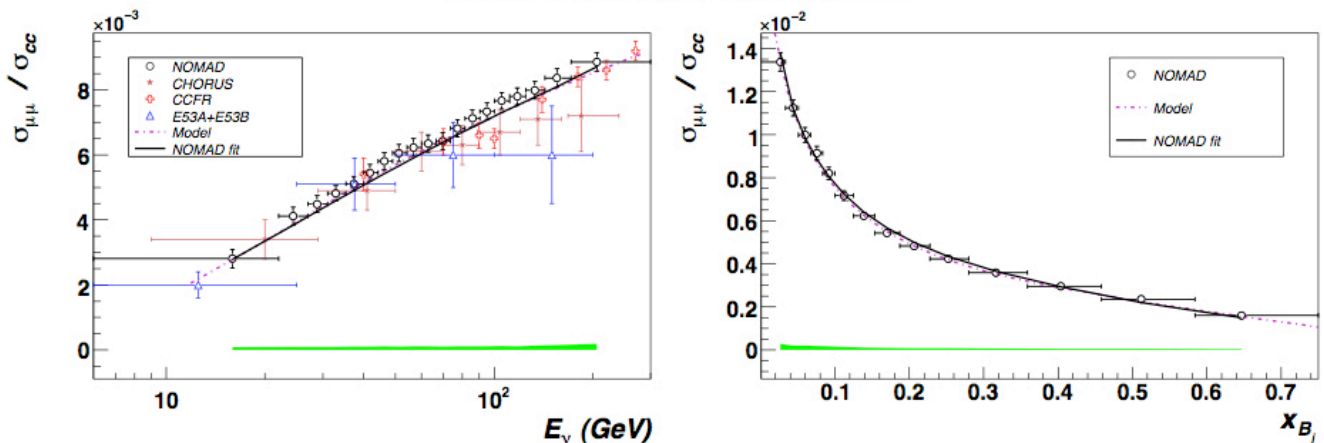 ×10⁻³
σμμ / σcc
8
6
4
2
0
NOMAD
CHORUS
CCFR
E53A+E53B
Model
NOMAD fit
10
10²
Eν (GeV)
×10⁻²
σμμ / σcc
1.4
1.2
1
0.8
0.6
0.4
0.2
0
NOMAD
Model
NOMAD fit
0.1 0.2 0.3 0.4 0.5 0.6 0.7
xBj